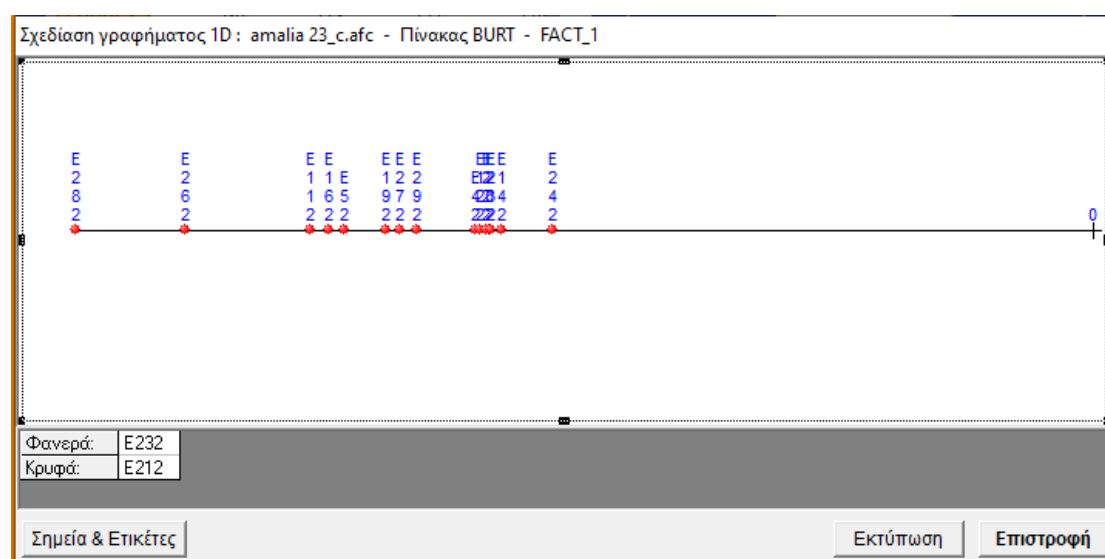 Σχεδίαση γραφήματος 1D : amalia 23_c.afc - Πίνακας BURT - FACT_1
E282
E262
E112
E162
E52
E192
E272
E292
E142
E242
0
Φανερά: E232
Κρυφά: E212
Σημεία & Ετικέτες
Εκτύπωση
Επιστροφή